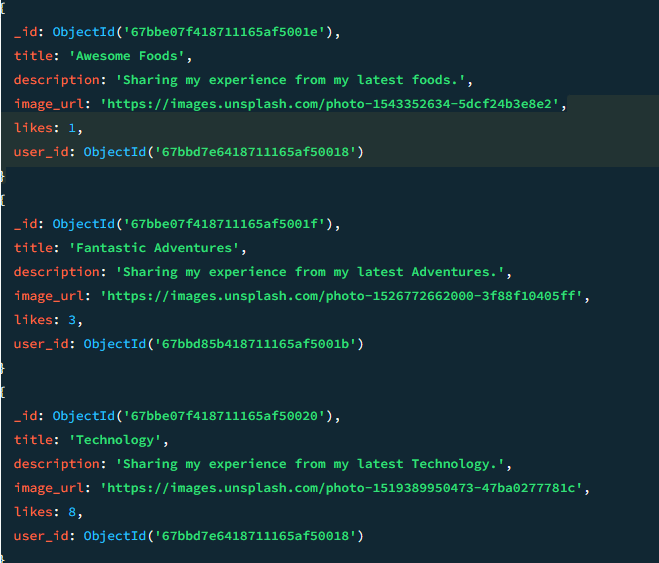 {
_id: ObjectId('67bbe07f418711165af5001e'),
title: 'Awesome Foods',
description: 'Sharing my experience from my latest foods.',
image_url: 'https://images.unsplash.com/photo-1543352634-5dcf24b3e8e2',
likes: 1,
user_id: ObjectId('67bbd7e6418711165af50018')
}
{
_id: ObjectId('67bbe07f418711165af5001f'),
title: 'Fantastic Adventures',
description: 'Sharing my experience from my latest Adventures.',
image_url: 'https://images.unsplash.com/photo-1526772662000-3f88f10405ff',
likes: 3,
user_id: ObjectId('67bbd85b418711165af5001b')
}
{
_id: ObjectId('67bbe07f418711165af50020'),
title: 'Technology',
description: 'Sharing my experience from my latest Technology.',
image_url: 'https://images.unsplash.com/photo-1519389950473-47ba0277781c',
likes: 8,
user_id: ObjectId('67bbd7e6418711165af50018')
}